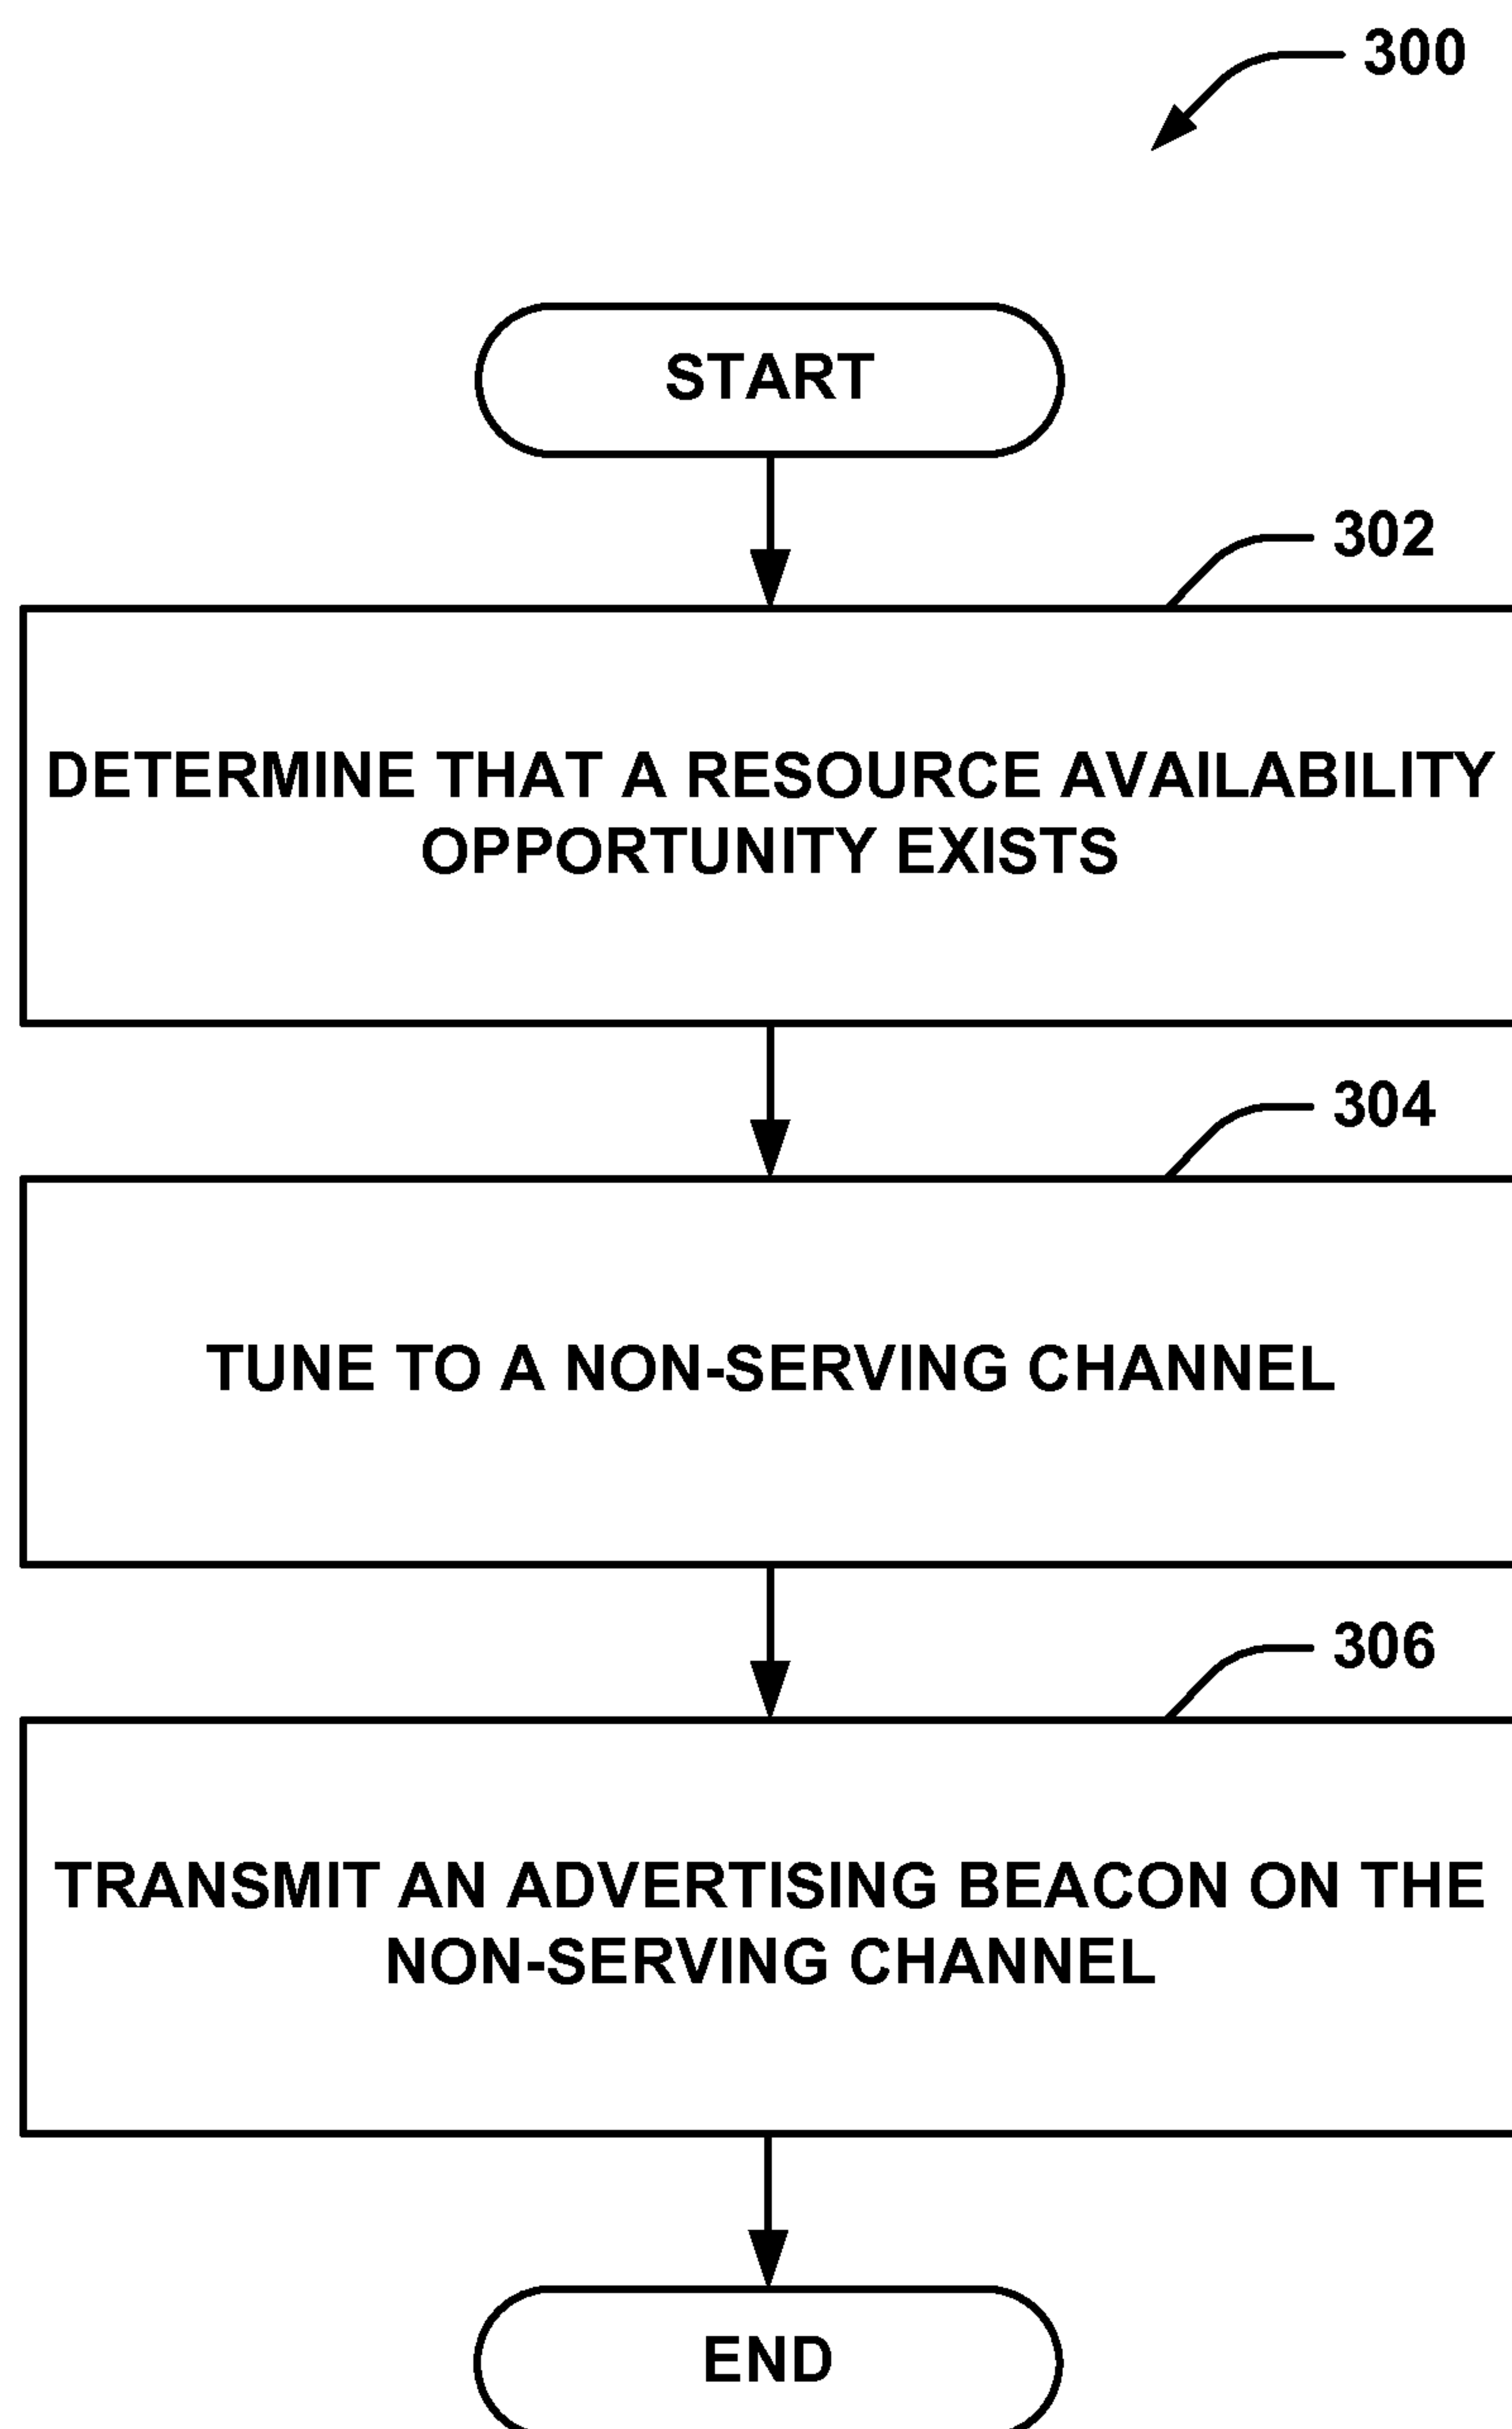 300
START
302
DETERMINE THAT A RESOURCE AVAILABILITY
OPPORTUNITY EXISTS
304
TUNE TO A NON-SERVING CHANNEL
306
TRANSMIT AN ADVERTISING BEACON ON THE
NON-SERVING CHANNEL
END